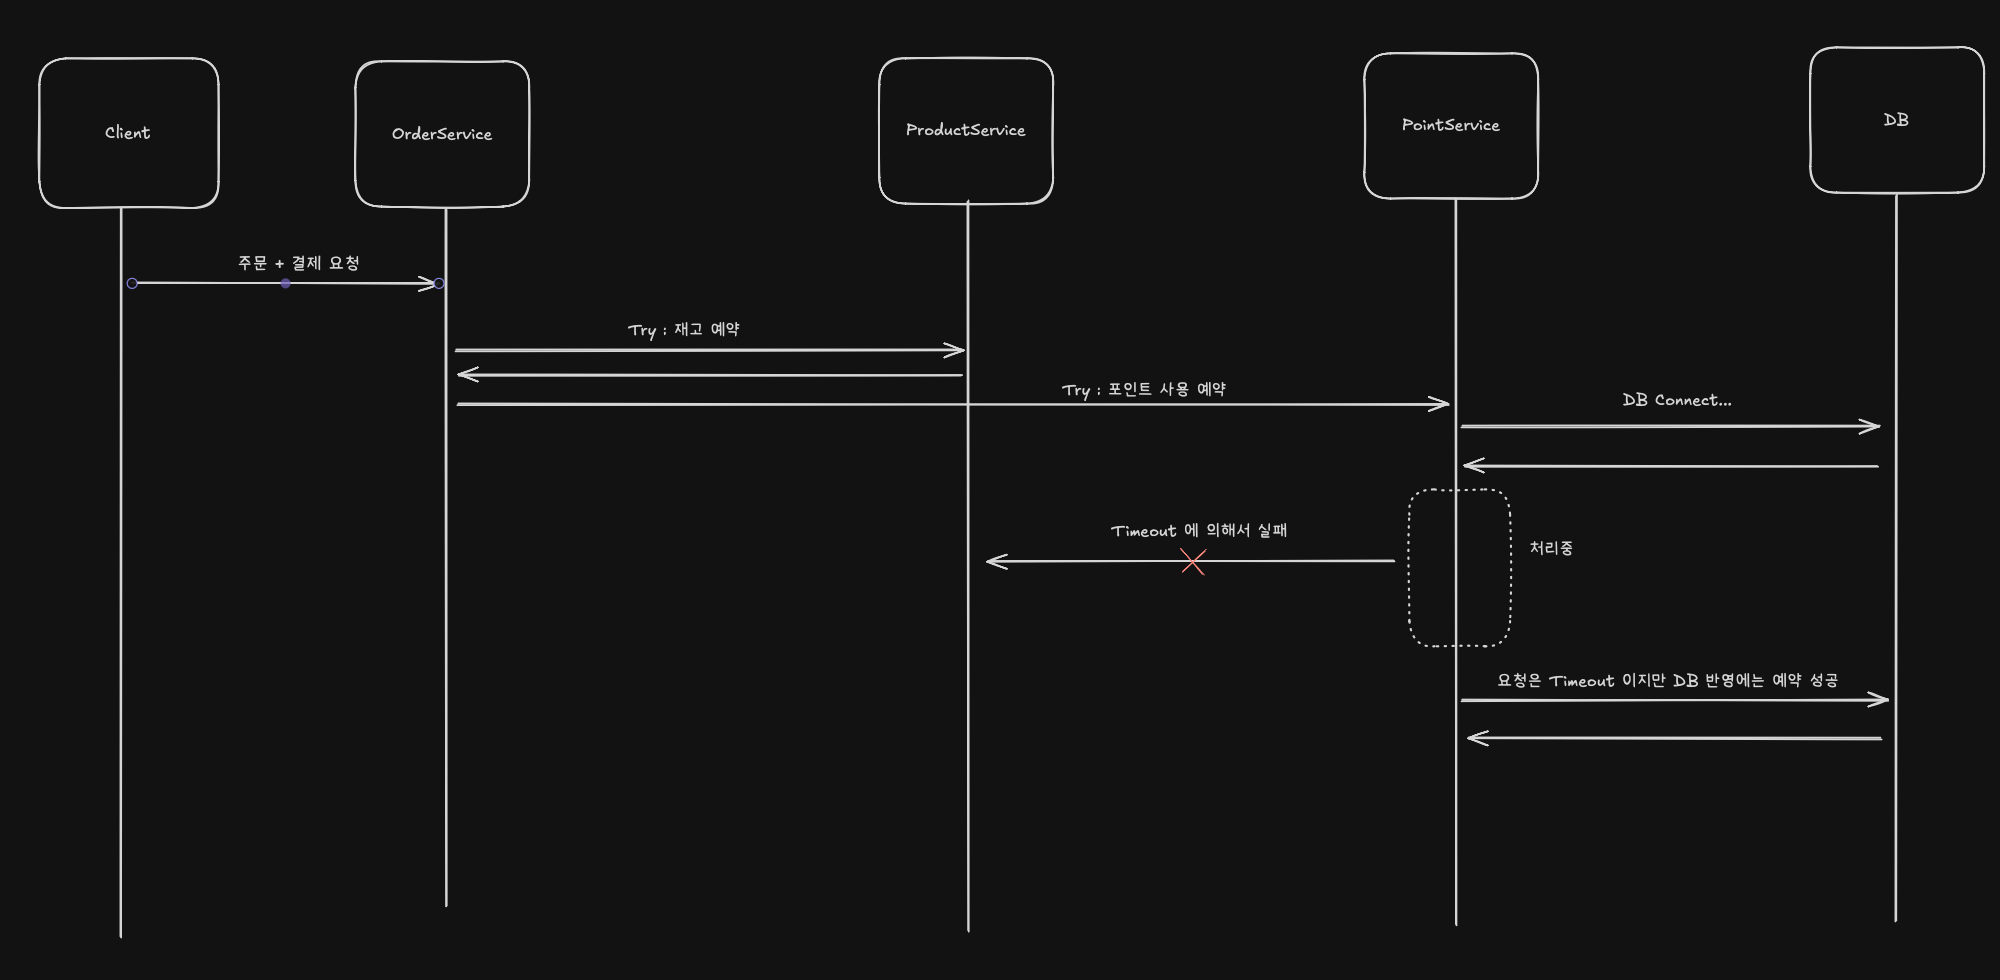 Client
OrderService
ProductService
PointService
DB
주문 + 결제 요청
Try : 재고 예약
Try : 포인트 사용 예약
DB Connect...
Timeout 에 의해서 실패
처리중
요청은 Timeout 이지만 DB 반영에는 예약 성공